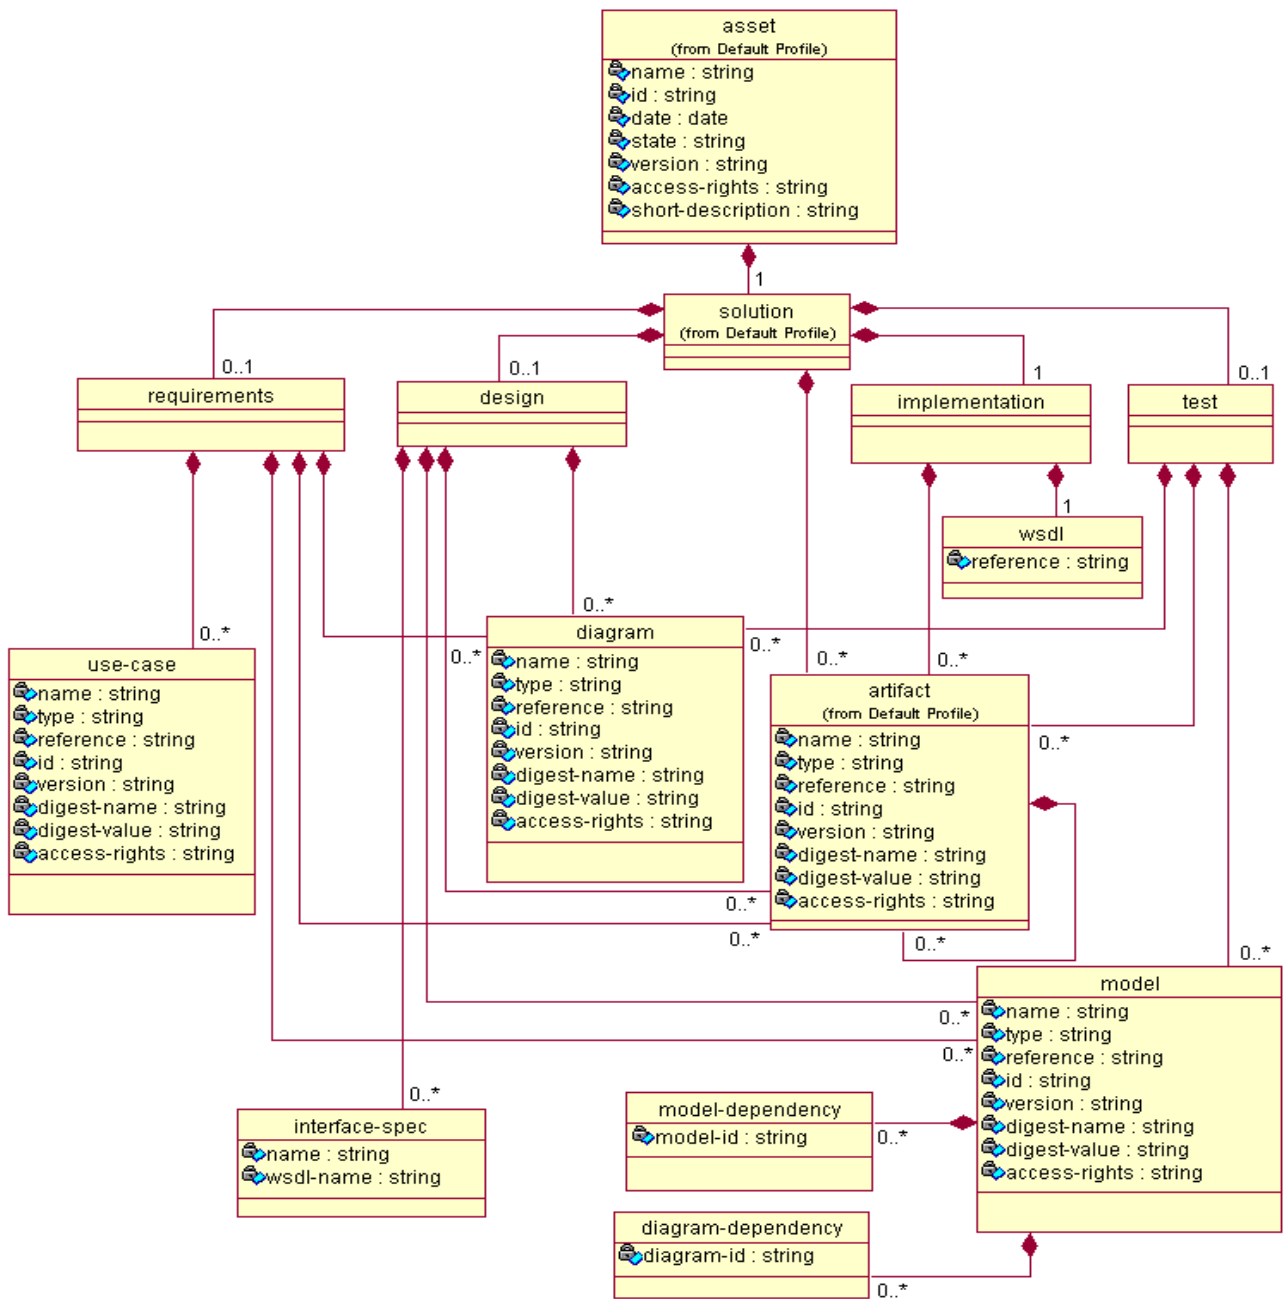 asset
(from Default Profile)
name : string
id : string
date : date
state : string
version : string
access-rights : string
short-description : string
1
solution
(from Default Profile)
0..1
0..1
1
0..1
requirements
design
implementation
test
1
wsdl
reference : string
0..*
0..*
0..*
0..*
0..*
0..*
diagram
name : string
type : string
reference : string
id : string
version : string
digest-name : string
digest-value : string
access-rights : string
use-case
name : string
type : string
reference : string
id : string
version : string
digest-name : string
digest-value : string
access-rights : string
artifact
(from Default Profile)
name : string
type : string
reference : string
id : string
version : string
digest-name : string
digest-value : string
access-rights : string
0..*
0..*
0..*
0..*
0..*
model
name : string
type : string
reference : string
id : string
version : string
digest-name : string
digest-value : string
access-rights : string
0..*
0..*
0..*
interface-spec
name : string
wsdl-name : string
model-dependency
model-id : string
0..*
diagram-dependency
diagram-id : string
0..*